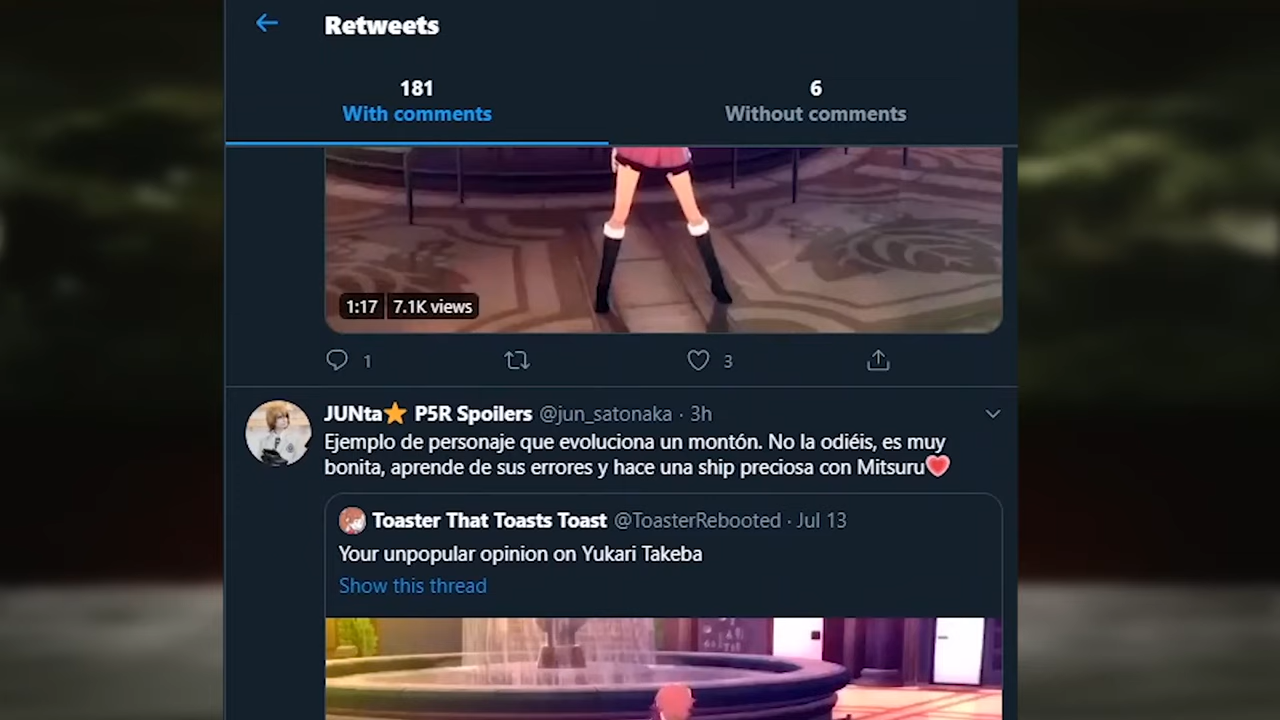 Retweets
181
With comments
6
Without comments
1:17
7.1K views
1
3
JUNta⭐ P5R Spoilers @jun_satonaka · 3h
Ejemplo de personaje que evoluciona un montón. No la odiéis, es muy
bonita, aprende de sus errores y hace una ship preciosa con Mitsuru❤️
Toaster That Toasts Toast @ToasterRebooted · Jul 13
Your unpopular opinion on Yukari Takeba
Show this thread